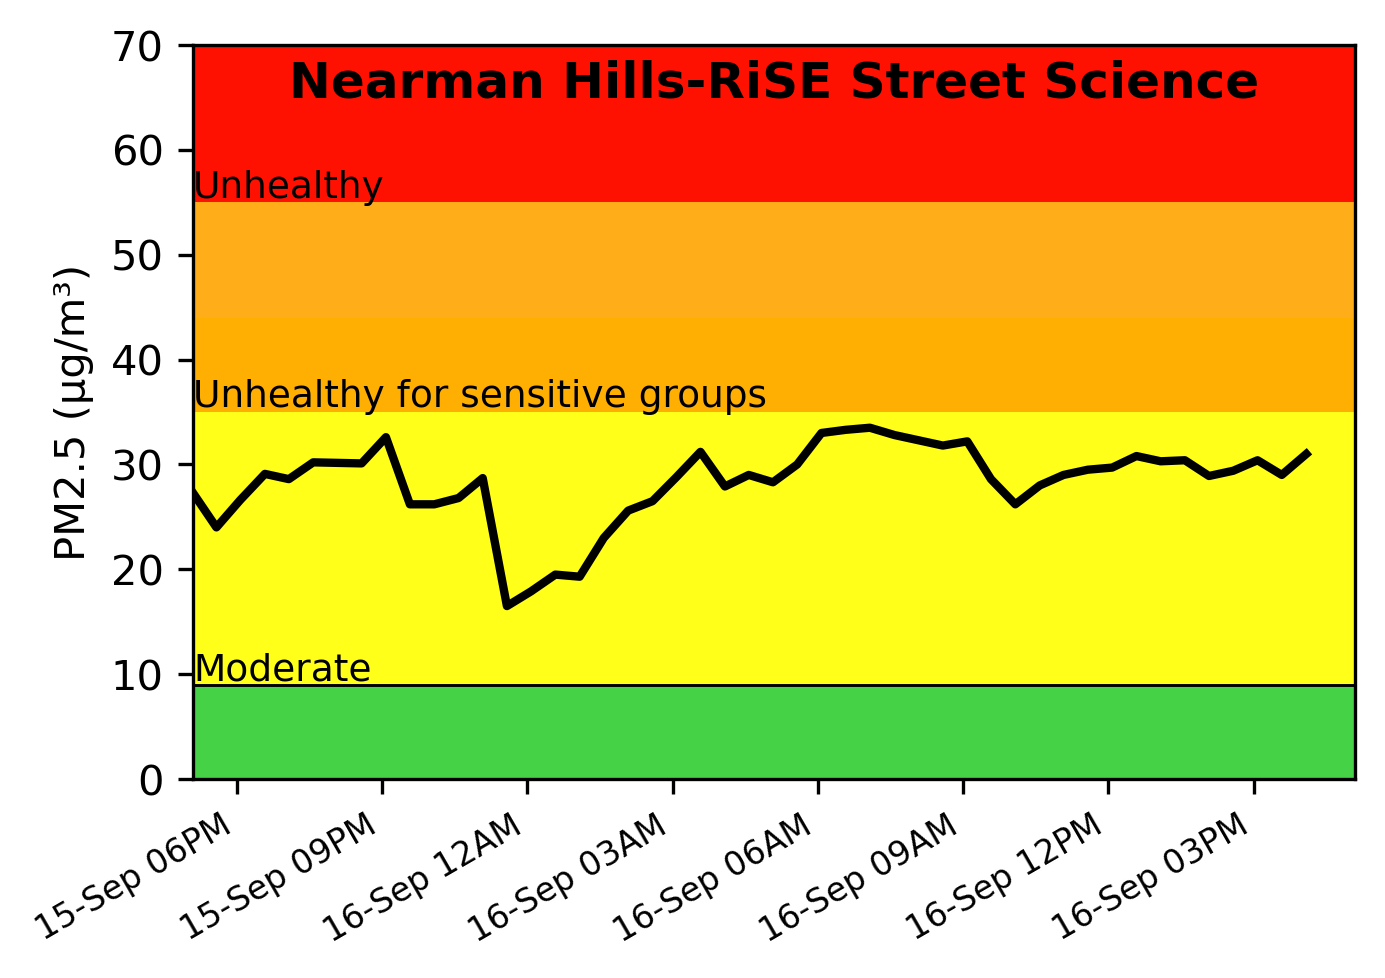 Nearman Hills-RiSE Street Science
70
60
Unhealthy
50
40
Unhealthy for sensitive groups
30
20
Moderate
10
0
PM2.5 (µg/m³)
15-Sep 06PM
15-Sep 09PM
16-Sep 12AM
16-Sep 03AM
16-Sep 06AM
16-Sep 09AM
16-Sep 12PM
16-Sep 03PM